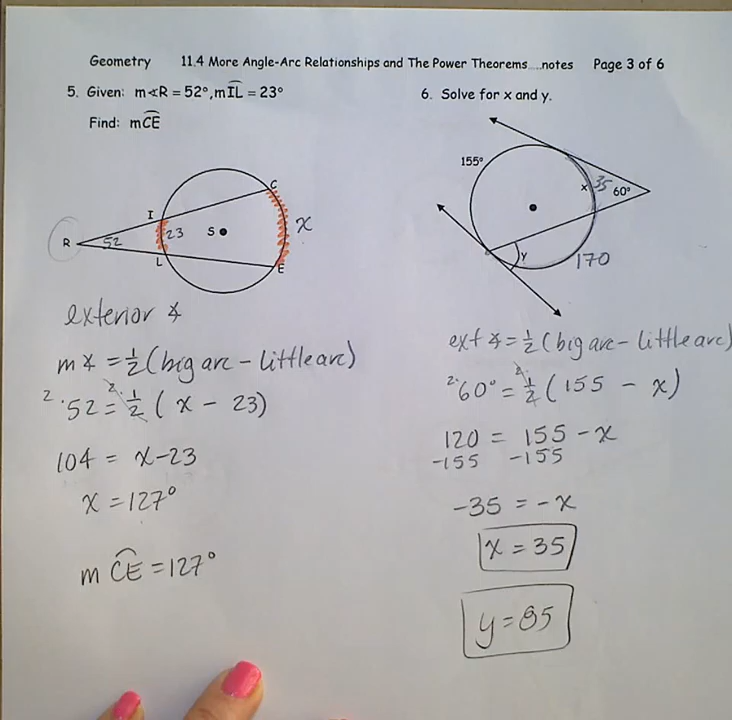 Geometry 11.4 More Angle-Arc Relationships and The Power Theorems....notes Page 3 of 6
5. Given: m∢R = 52°, mIL = 23°
Find: mCE
C
I
R
52
23
S
x
L
E
exterior ∡
m∡ = ½(big arc – little arc)
2 · 52 = 2 · ½ ( x – 23)
104 = x – 23
x = 127°
m CE = 127°
6. Solve for x and y.
155°
x 35 60°
y
170
ext ∡ = ½(big arc – little arc)
2 · 60° = 2 · ½ (155 – x)
120 = 155 – x
-155 -155
-35 = -x
x = 35
y = 85